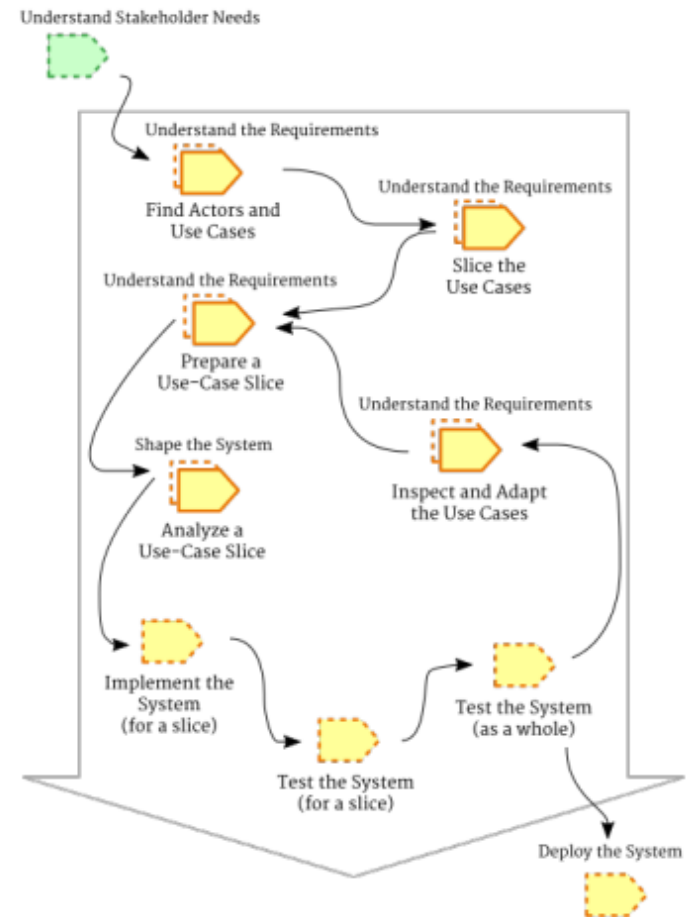 Understand Stakeholder Needs
Understand the Requirements
Find Actors and
Use Cases
Understand the Requirements
Slice the
Use Cases
Understand the Requirements
Prepare a
Use-Case Slice
Understand the Requirements
Inspect and Adapt
the Use Cases
Shape the System
Analyze a
Use-Case Slice
Implement the
System
(for a slice)
Test the System
(for a slice)
Test the System
(as a whole)
Deploy the System